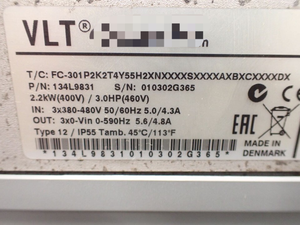 VLT®
T/C: FC-301P2K2T4Y55H2XNXXXXSXXXXAXBXCXXXXDX
P/N: 134L9831 S/N: 010302G365
2.2kW(400V) / 3.0HP(460V)
IN: 3x380-480V 50/60Hz 5.0/4.3A
OUT: 3x0-Vin 0-590Hz 5.6/4.8A
Type 12 / IP55 Tamb. 45°C/113°F
*134L9831010302G365*
EAC
MADE IN
DENMARK